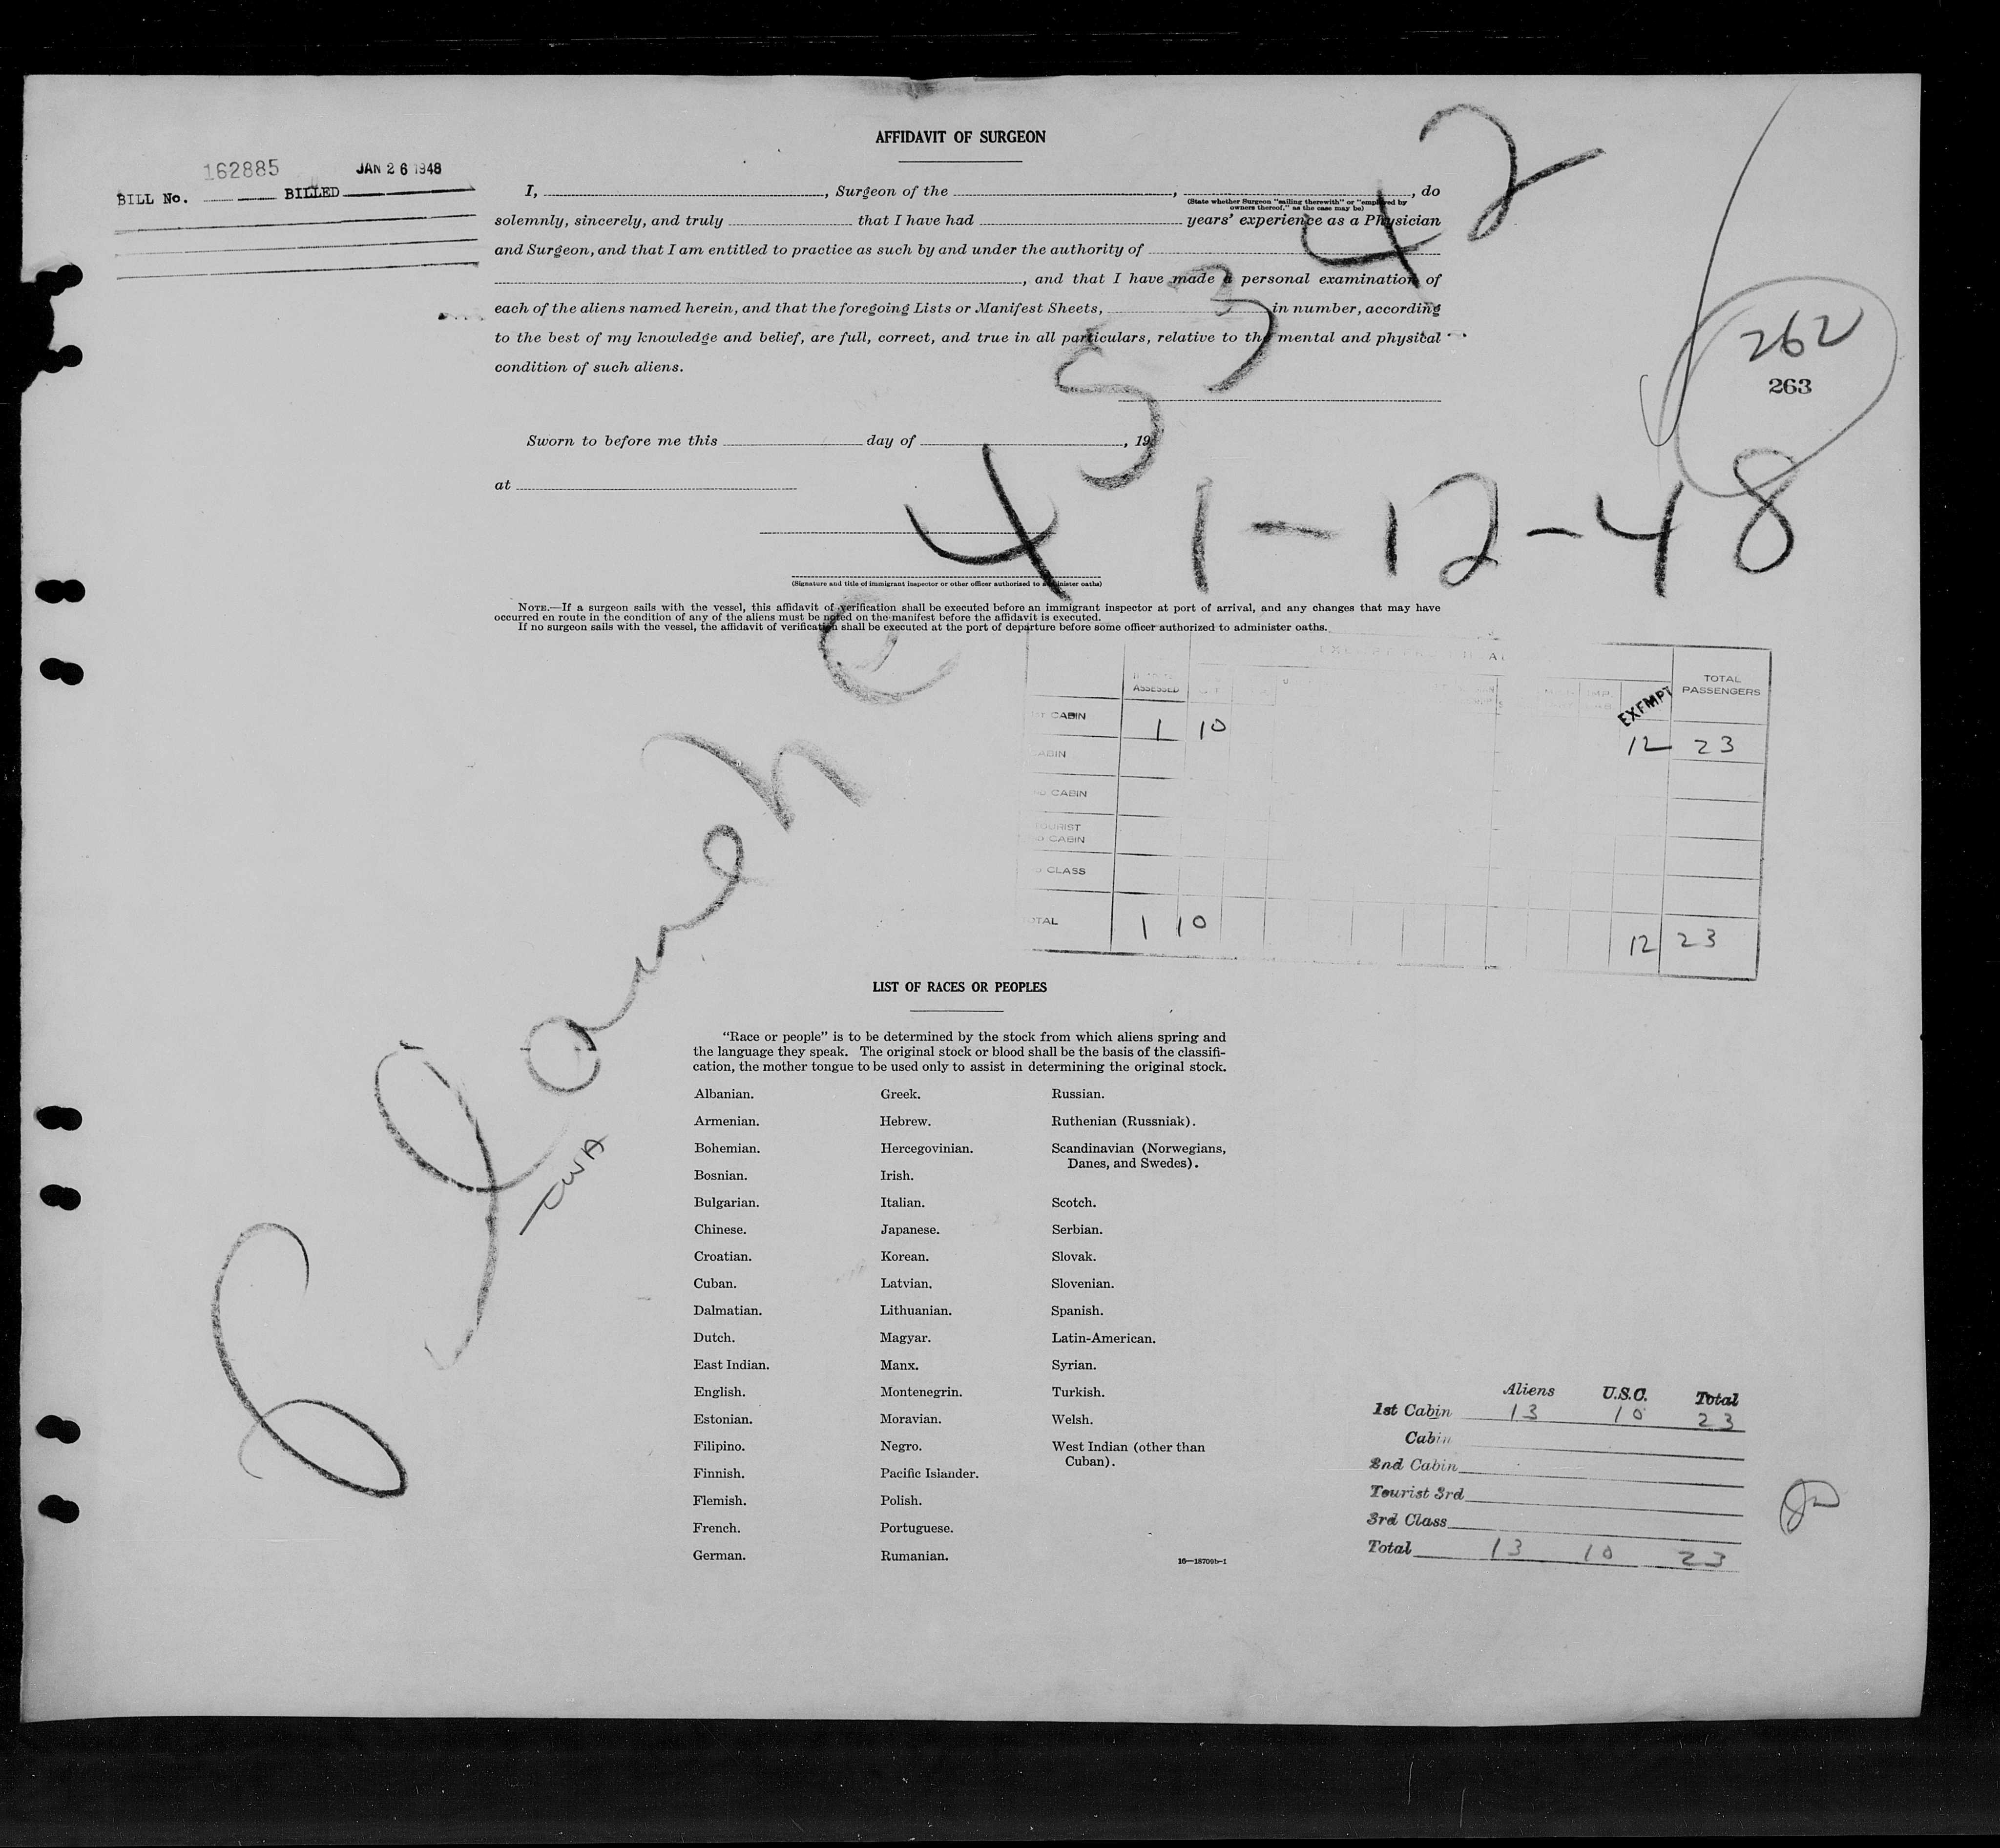 AFFIDAVIT OF SURGEON
162885 JAN 26 1948
BILL No. BILLED
I, , Surgeon of the , , do
(State whether Surgeon "sailing therewith" or "employed by
owners thereof," as the case may be)
solemnly, sincerely, and truly that I have had years' experience as a Physician
and Surgeon, and that I am entitled to practice as such by and under the authority of
, and that I have made a personal examination of
each of the aliens named herein, and that the foregoing Lists or Manifest Sheets, in number, according
to the best of my knowledge and belief, are full, correct, and true in all particulars, relative to the mental and physical
condition of such aliens.
262
263
Sworn to before me this day of , 19
at
(Signature and title of immigrant inspector or other officer authorized to administer oaths)
Plane 45342
1-12-48
TWA
NOTE.—If a surgeon sails with the vessel, this affidavit of verification shall be executed before an immigrant inspector at port of arrival, and any changes that may have
occurred en route in the condition of any of the aliens must be noted on the manifest before the affidavit is executed.
If no surgeon sails with the vessel, the affidavit of verification shall be executed at the port of departure before some officer authorized to administer oaths.
ASSESSED EXEMPT TOTAL PASSENGERS
CABIN 1 10 12 23
CABIN
CABIN
TOURIST
CABIN
CLASS
TOTAL 1 10 12 23
LIST OF RACES OR PEOPLES
"Race or people" is to be determined by the stock from which aliens spring and
the language they speak. The original stock or blood shall be the basis of the classifi-
cation, the mother tongue to be used only to assist in determining the original stock.
Albanian.
Armenian.
Bohemian.
Bosnian.
Bulgarian.
Chinese.
Croatian.
Cuban.
Dalmatian.
Dutch.
East Indian.
English.
Estonian.
Filipino.
Finnish.
Flemish.
French.
German.
Greek.
Hebrew.
Hercegovinian.
Irish.
Italian.
Japanese.
Korean.
Latvian.
Lithuanian.
Magyar.
Manx.
Montenegrin.
Moravian.
Negro.
Pacific Islander.
Polish.
Portuguese.
Rumanian.
Russian.
Ruthenian (Russniak).
Scandinavian (Norwegians,
Danes, and Swedes).
Scotch.
Serbian.
Slovak.
Slovenian.
Spanish.
Latin-American.
Syrian.
Turkish.
Welsh.
West Indian (other than
Cuban).
16—18700b-1
Aliens U.S.C. Total
1st Cabin 13 10 23
Cabin
2nd Cabin
Tourist 3rd
3rd Class
Total 13 10 23